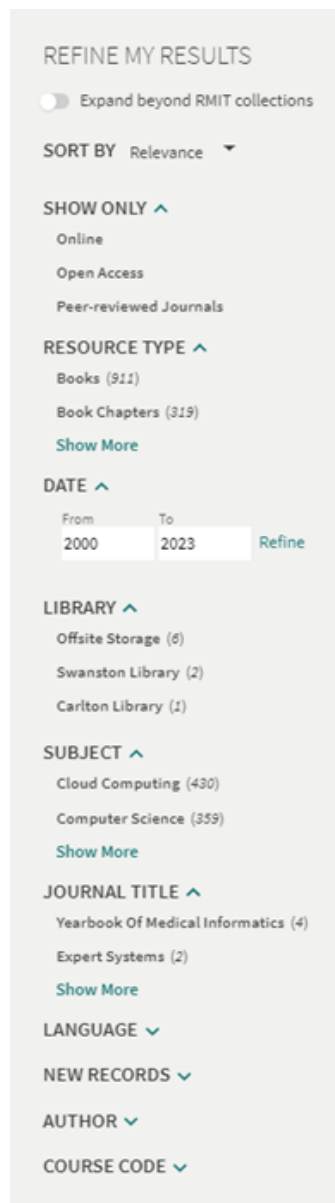 REFINE MY RESULTS
Expand beyond RMIT collections
SORT BY Relevance
SHOW ONLY
Online
Open Access
Peer-reviewed Journals
RESOURCE TYPE
Books (911)
Book Chapters (319)
Show More
DATE
From To
2000 2023 Refine
LIBRARY
Offsite Storage (6)
Swanston Library (2)
Carlton Library (1)
SUBJECT
Cloud Computing (430)
Computer Science (359)
Show More
JOURNAL TITLE
Yearbook Of Medical Informatics (4)
Expert Systems (2)
Show More
LANGUAGE
NEW RECORDS
AUTHOR
COURSE CODE